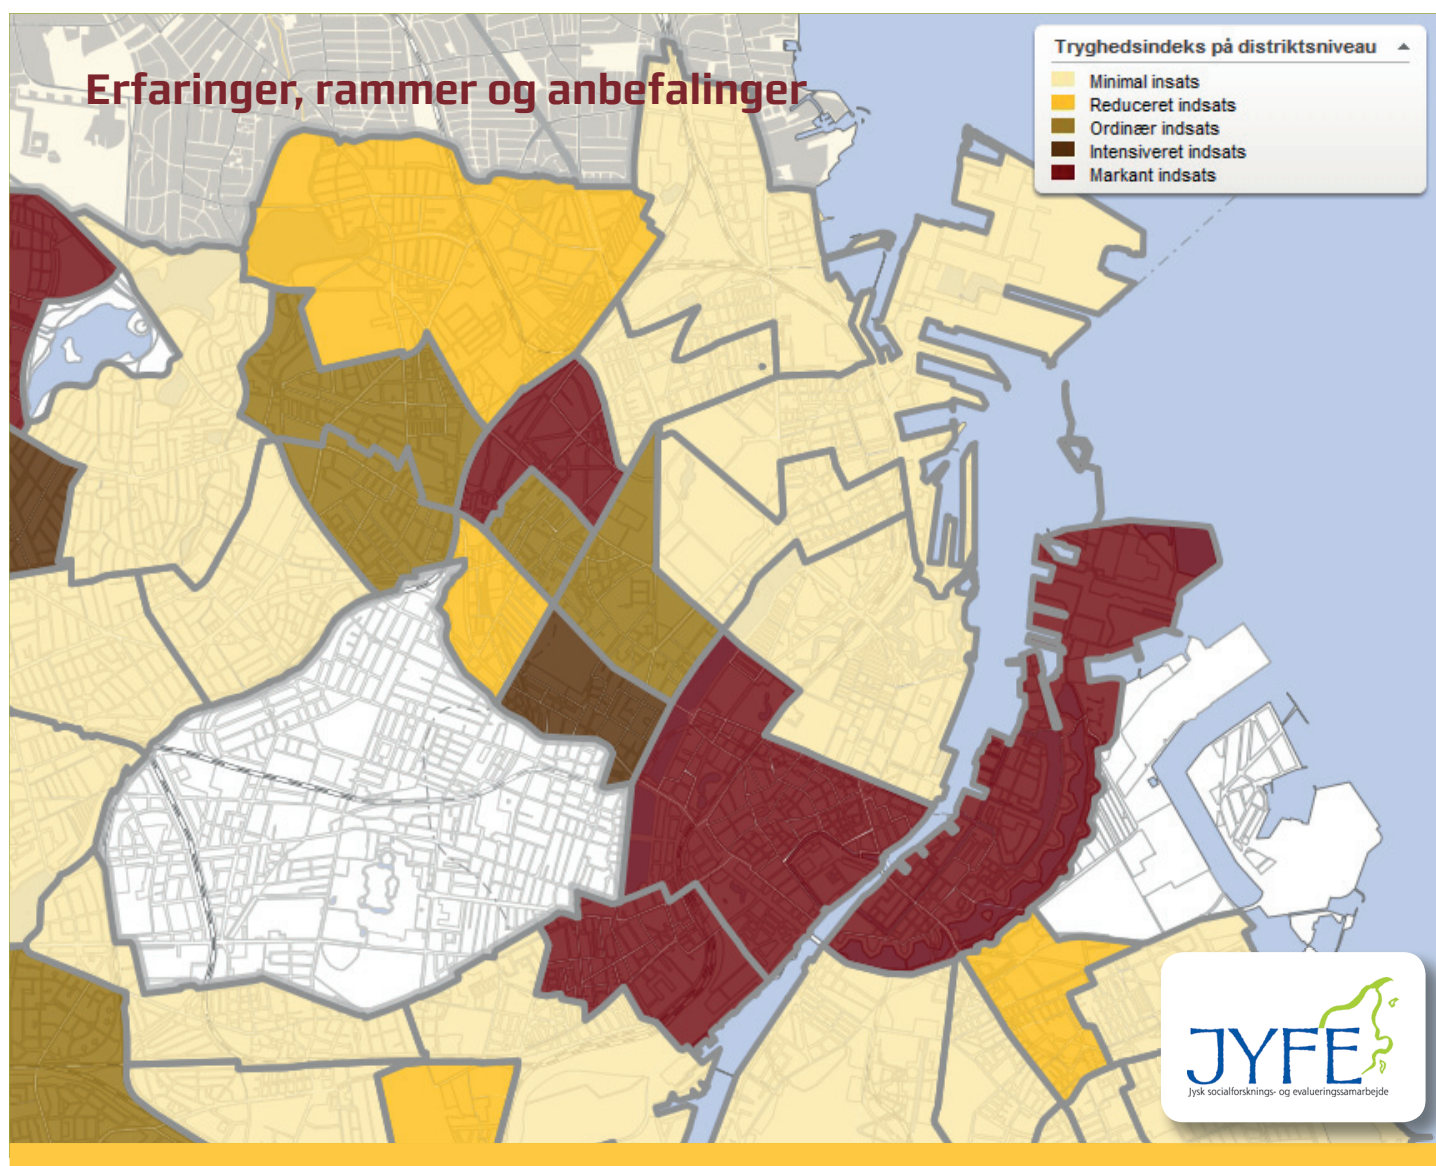 Erfaringer, rammer og anbefalinger
Tryghedsindeks på distriktsniveau
Minimal insats
Reduceret indsats
Ordinær indsats
Intensiveret indsats
Markant indsats
JYFE
Jysk socialforsknings- og evalueringssamarbejde